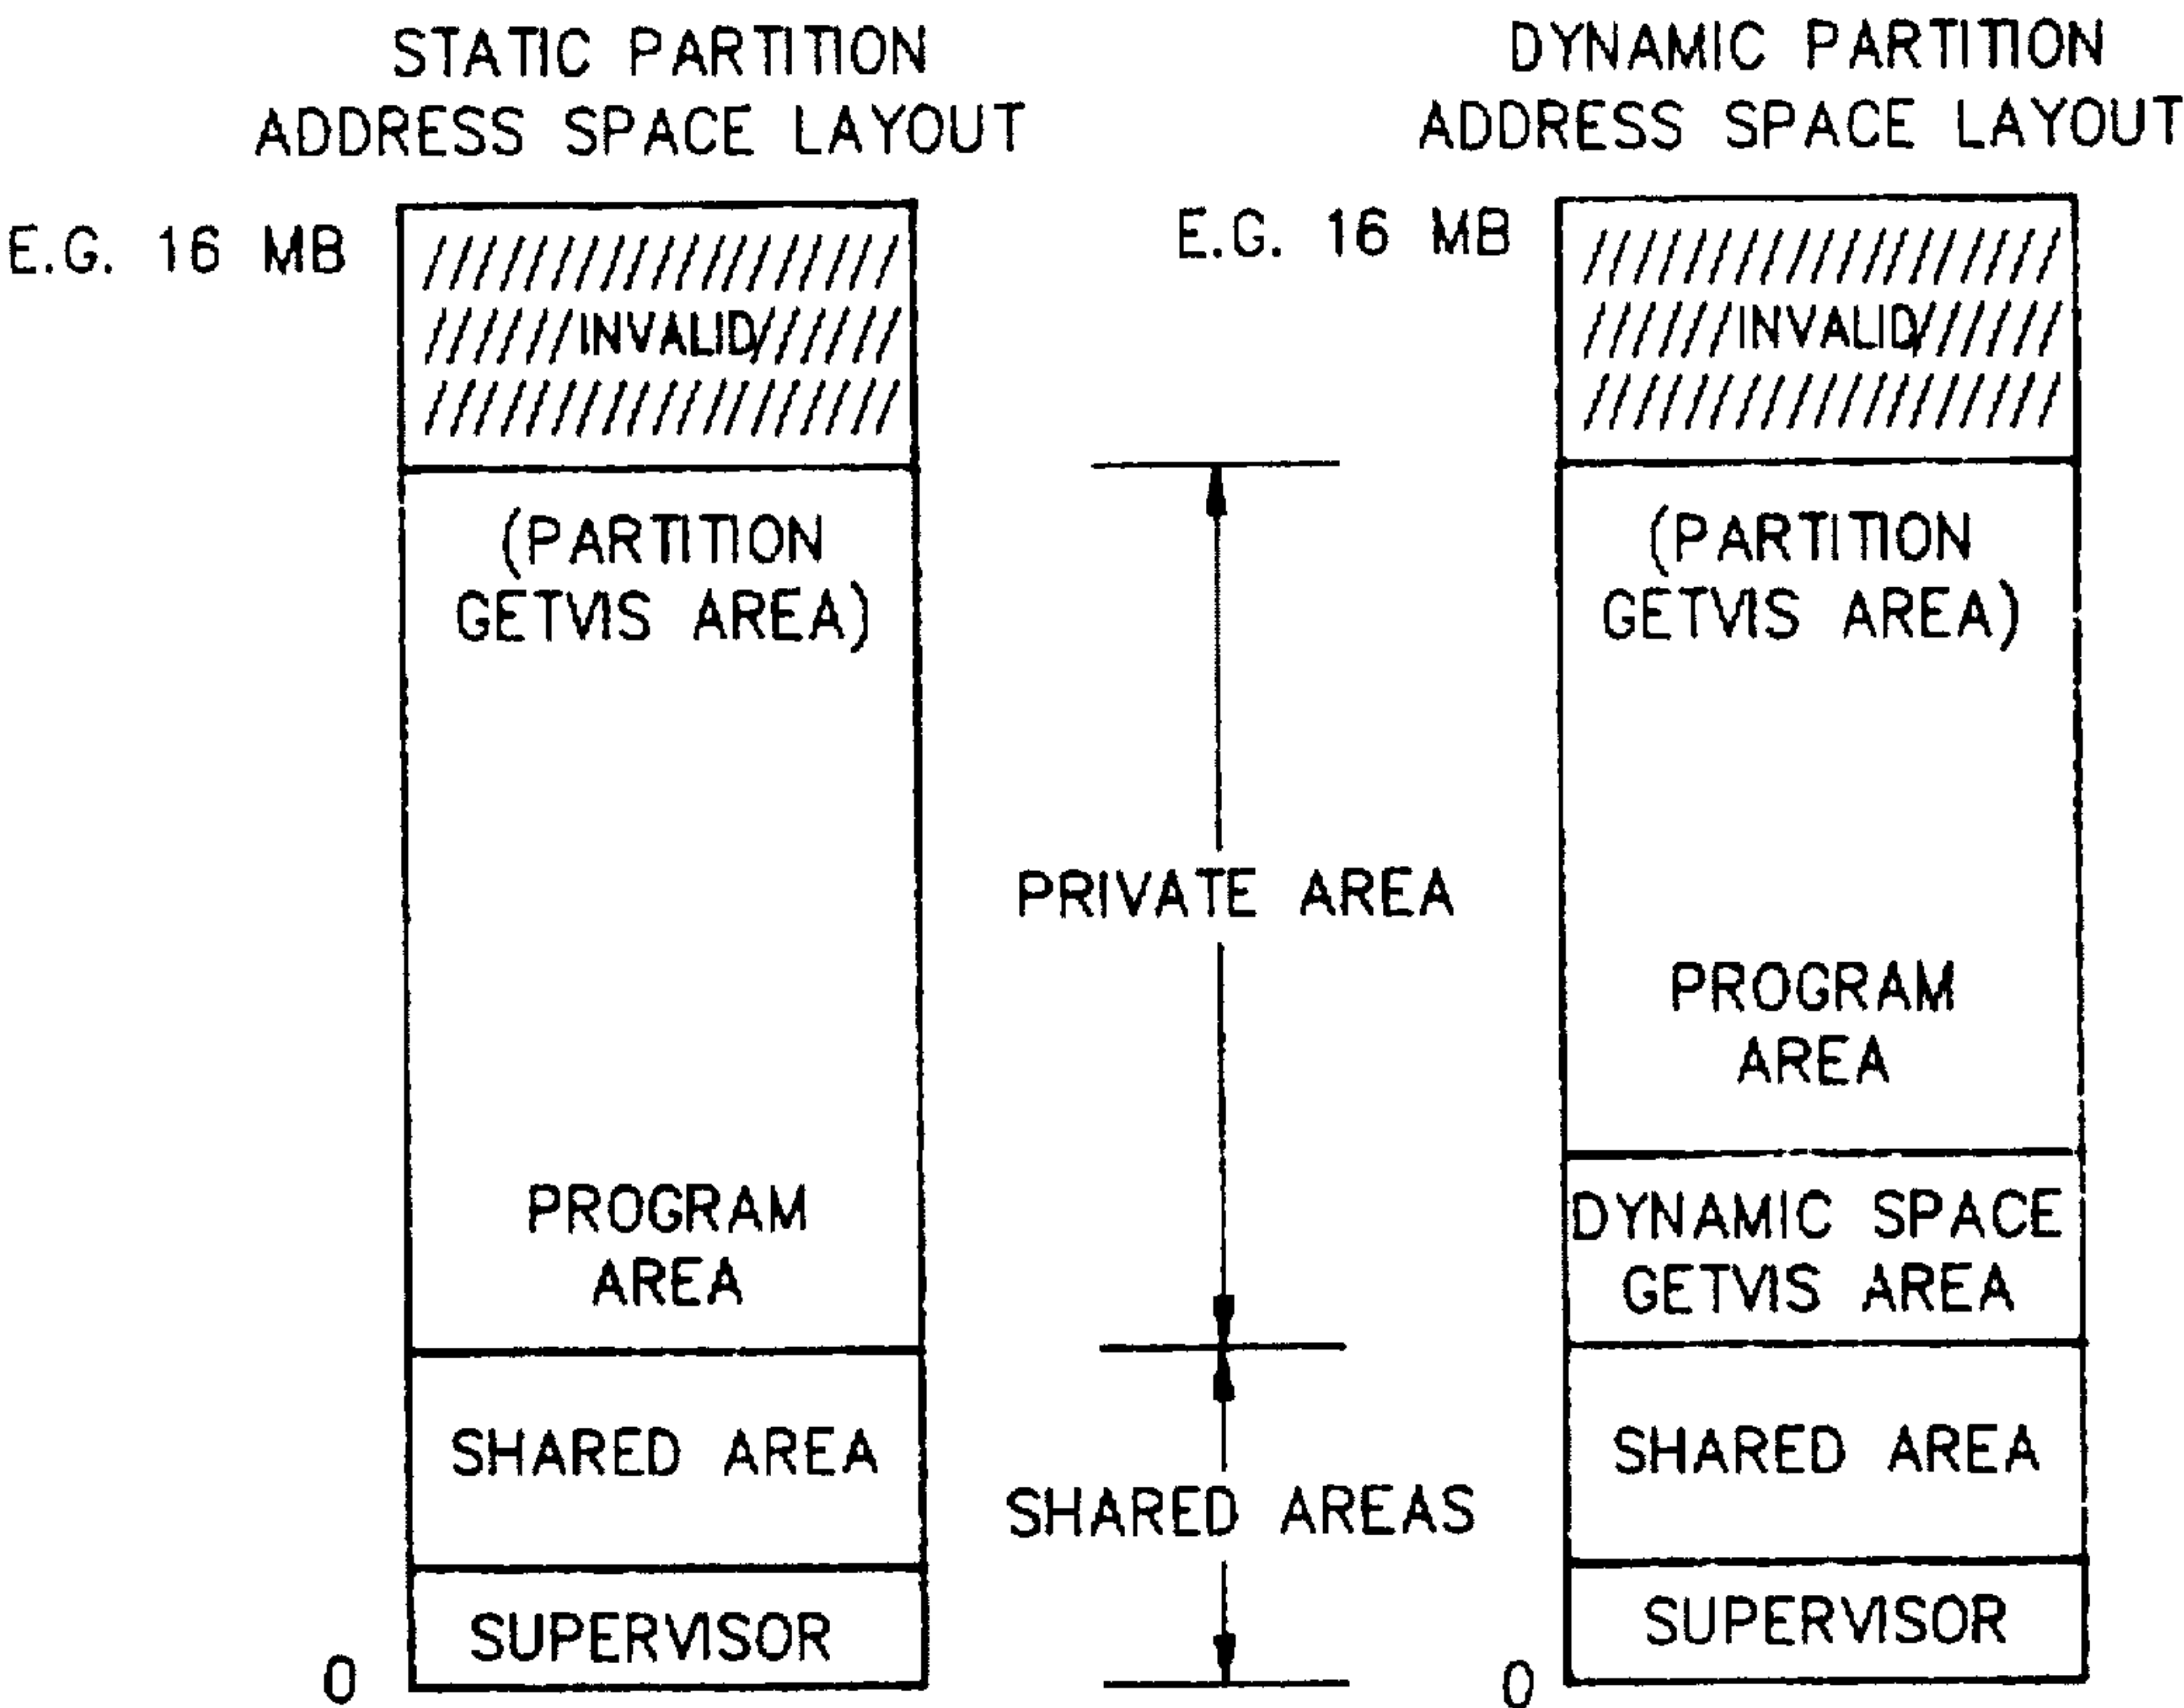 STATIC PARTITION
ADDRESS SPACE LAYOUT
E.G. 16 MB
INVALID
(PARTITION
GETVIS AREA)
PROGRAM
AREA
SHARED AREA
SUPERVISOR
0
PRIVATE AREA
SHARED AREAS
DYNAMIC PARTITION
ADDRESS SPACE LAYOUT
E.G. 16 MB
INVALID
(PARTITION
GETVIS AREA)
PROGRAM
AREA
DYNAMIC SPACE
GETVIS AREA
SHARED AREA
SUPERVISOR
0